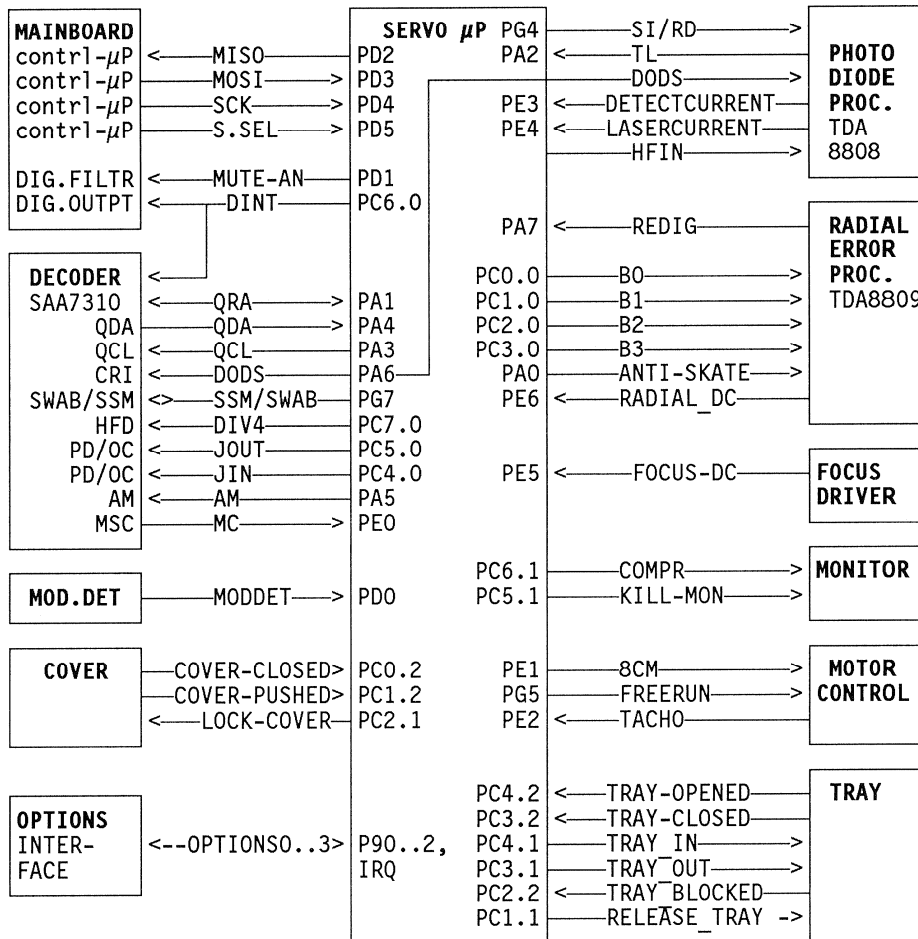 MAINBOARD
contrl-μP <—MISO— PD2
contrl-μP —MOSI—> PD3
contrl-μP —SCK—> PD4
contrl-μP —S.SEL—> PD5
DIG.FILTR <—MUTE-AN— PD1
DIG.OUTPT <—DINT— PC6.0
DECODER
SAA7310 <—QRA—> PA1
QDA —QDA—> PA4
QCL <—QCL— PA3
CRI <—DODS— PA6
SWAB/SSM <>—SSM/SWAB— PG7
HFD <—DIV4— PC7.0
PD/OC <—JOUT— PC5.0
PD/OC <—JIN— PC4.0
AM <—AM— PA5
MSC —MC—> PE0
MOD.DET —MODDET—> PD0
COVER —COVER-CLOSED> PC0.2
—COVER-PUSHED> PC1.2
<—LOCK-COVER— PC2.1
OPTIONS
INTER-
FACE
<--OPTIONS0..3> P90..2,
IRQ
SERVO μP
PG4 —SI/RD—>
PA2 <—TL—
DODS—>
PE3 <—DETECTCURRENT—
PE4 <—LASERCURRENT—
HFIN—>
PHOTO
DIODE
PROC.
TDA
8808
PA7 <—REDIG—
PC0.0 —B0—>
PC1.0 —B1—>
PC2.0 —B2—>
PC3.0 —B3—>
PA0 —ANTI-SKATE—>
PE6 <—RADIAL_DC—
RADIAL
ERROR
PROC.
TDA8809
PE5 <—FOCUS-DC—
FOCUS
DRIVER
PC6.1 —COMPR—>
PC5.1 —KILL-MON—>
MONITOR
PE1 —8CM—>
PG5 —FREERUN—>
PE2 <—TACHO—
MOTOR
CONTROL
PC4.2 <—TRAY-OPENED—
PC3.2 <—TRAY-CLOSED—
PC4.1 —TRAY_IN—>
PC3.1 —TRAY_OUT—>
PC2.2 <—TRAY_BLOCKED—
PC1.1 —RELEASE_TRAY ->
TRAY